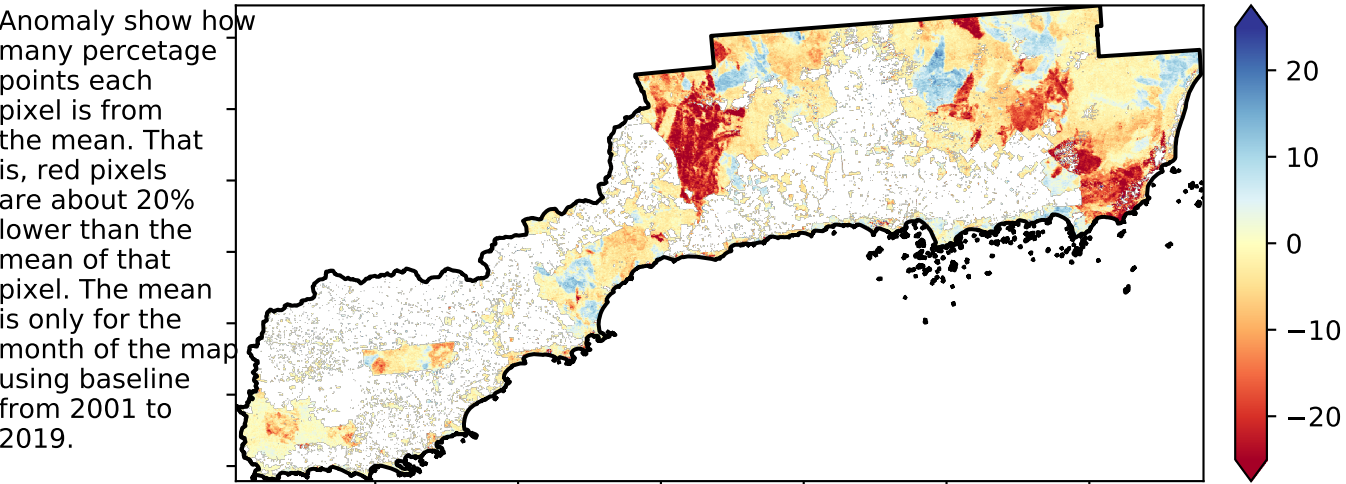 Anomaly show how
many percetage
points each
pixel is from
the mean. That
is, red pixels
are about 20%
lower than the
mean of that
pixel. The mean
is only for the
month of the map
using baseline
from 2001 to
2019.
20
10
0
−10
−20